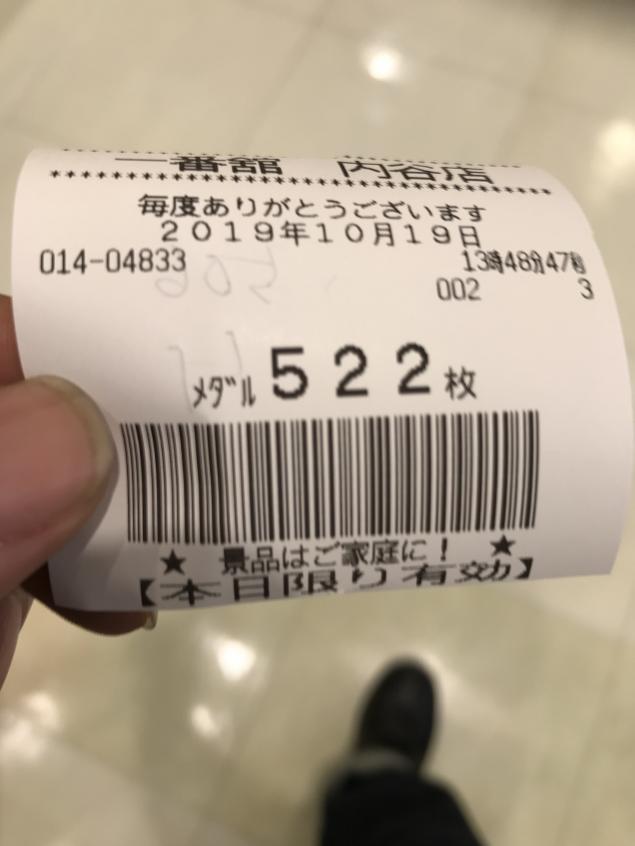 一番舘 内谷店
************************************************
毎度ありがとうございます
2019年10月19日
014-04833 13時48分47秒
002 3
メダル 522枚
★ 景品はご家庭に! ★
【本日限り有効】